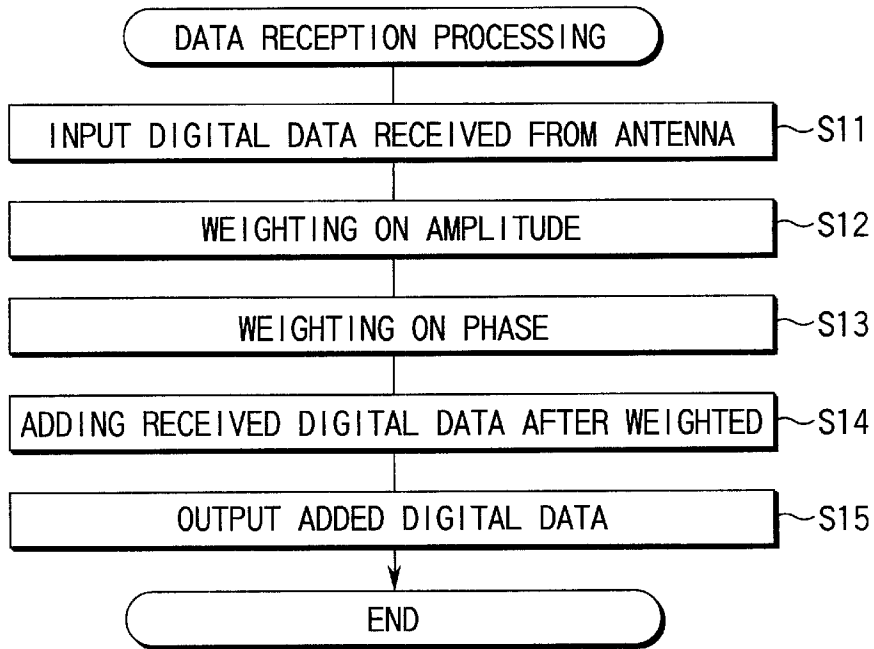 DATA RECEPTION PROCESSING
INPUT DIGITAL DATA RECEIVED FROM ANTENNA
S11
WEIGHTING ON AMPLITUDE
S12
WEIGHTING ON PHASE
S13
ADDING RECEIVED DIGITAL DATA AFTER WEIGHTED
S14
OUTPUT ADDED DIGITAL DATA
S15
END